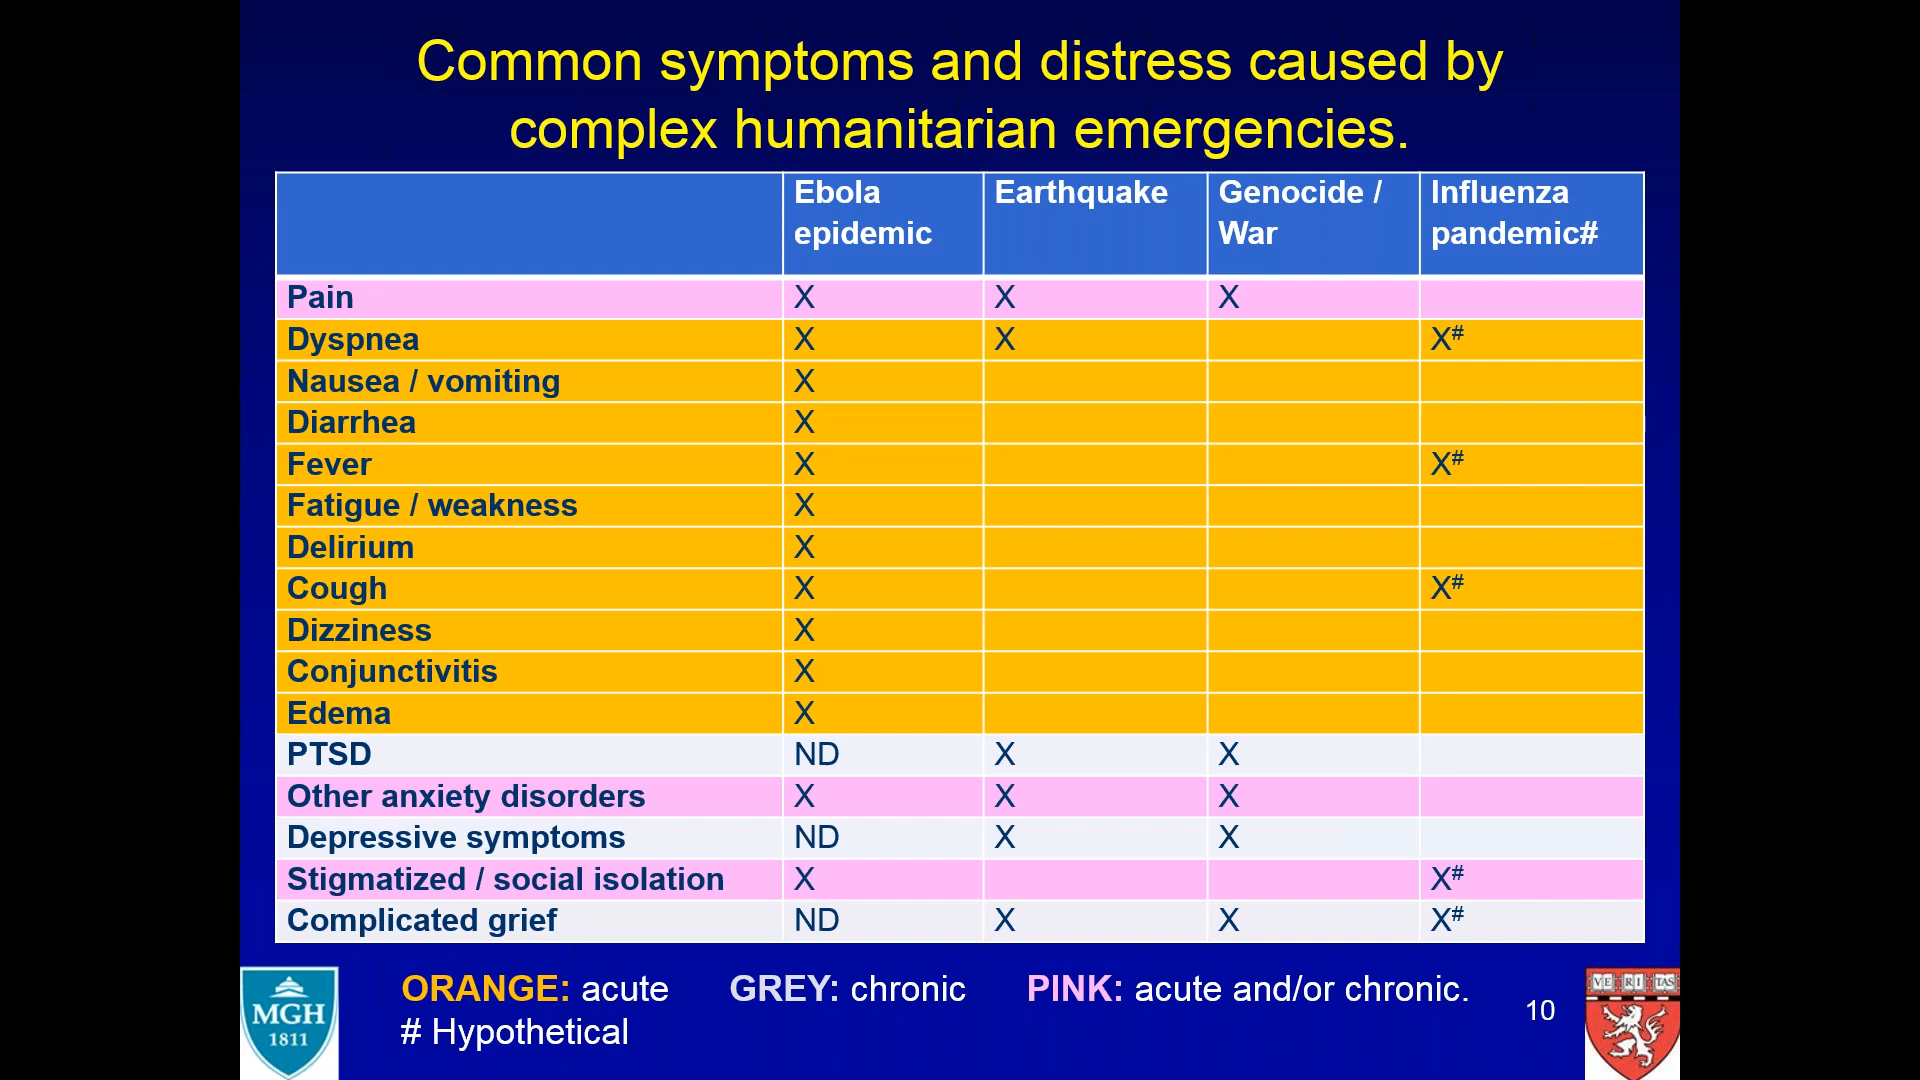 Common symptoms and distress caused by
complex humanitarian emergencies.
Ebola epidemic Earthquake Genocide / War Influenza pandemic#
Pain X X X
Dyspnea X X X#
Nausea / vomiting X
Diarrhea X
Fever X X#
Fatigue / weakness X
Delirium X
Cough X X#
Dizziness X
Conjunctivitis X
Edema X
PTSD ND X X
Other anxiety disorders X X X
Depressive symptoms ND X X
Stigmatized / social isolation X X#
Complicated grief ND X X X#
ORANGE: acute GREY: chronic PINK: acute and/or chronic.
# Hypothetical
10
MGH
1811
VE RI TAS